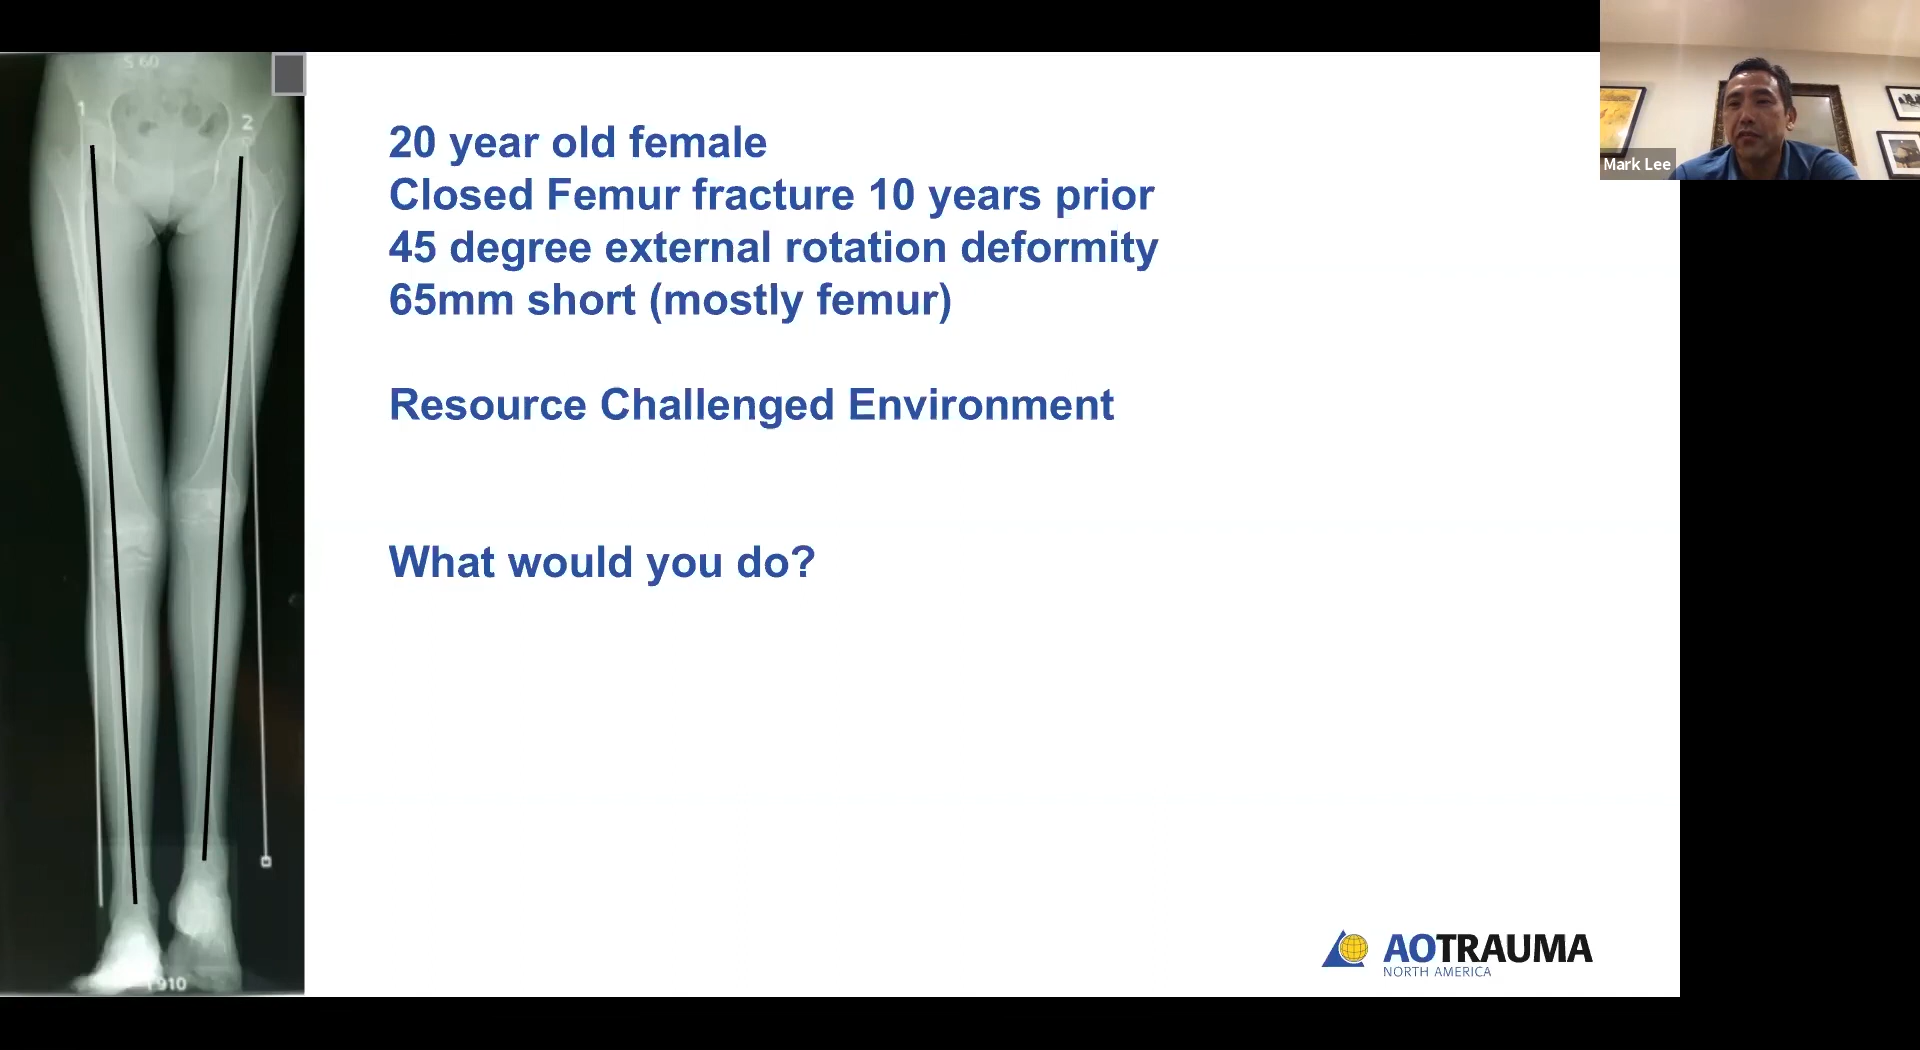 S 60
1
2
20 year old female
Closed Femur fracture 10 years prior
45 degree external rotation deformity
65mm short (mostly femur)
Resource Challenged Environment
What would you do?
Mark Lee
AOTRAUMA
NORTH AMERICA